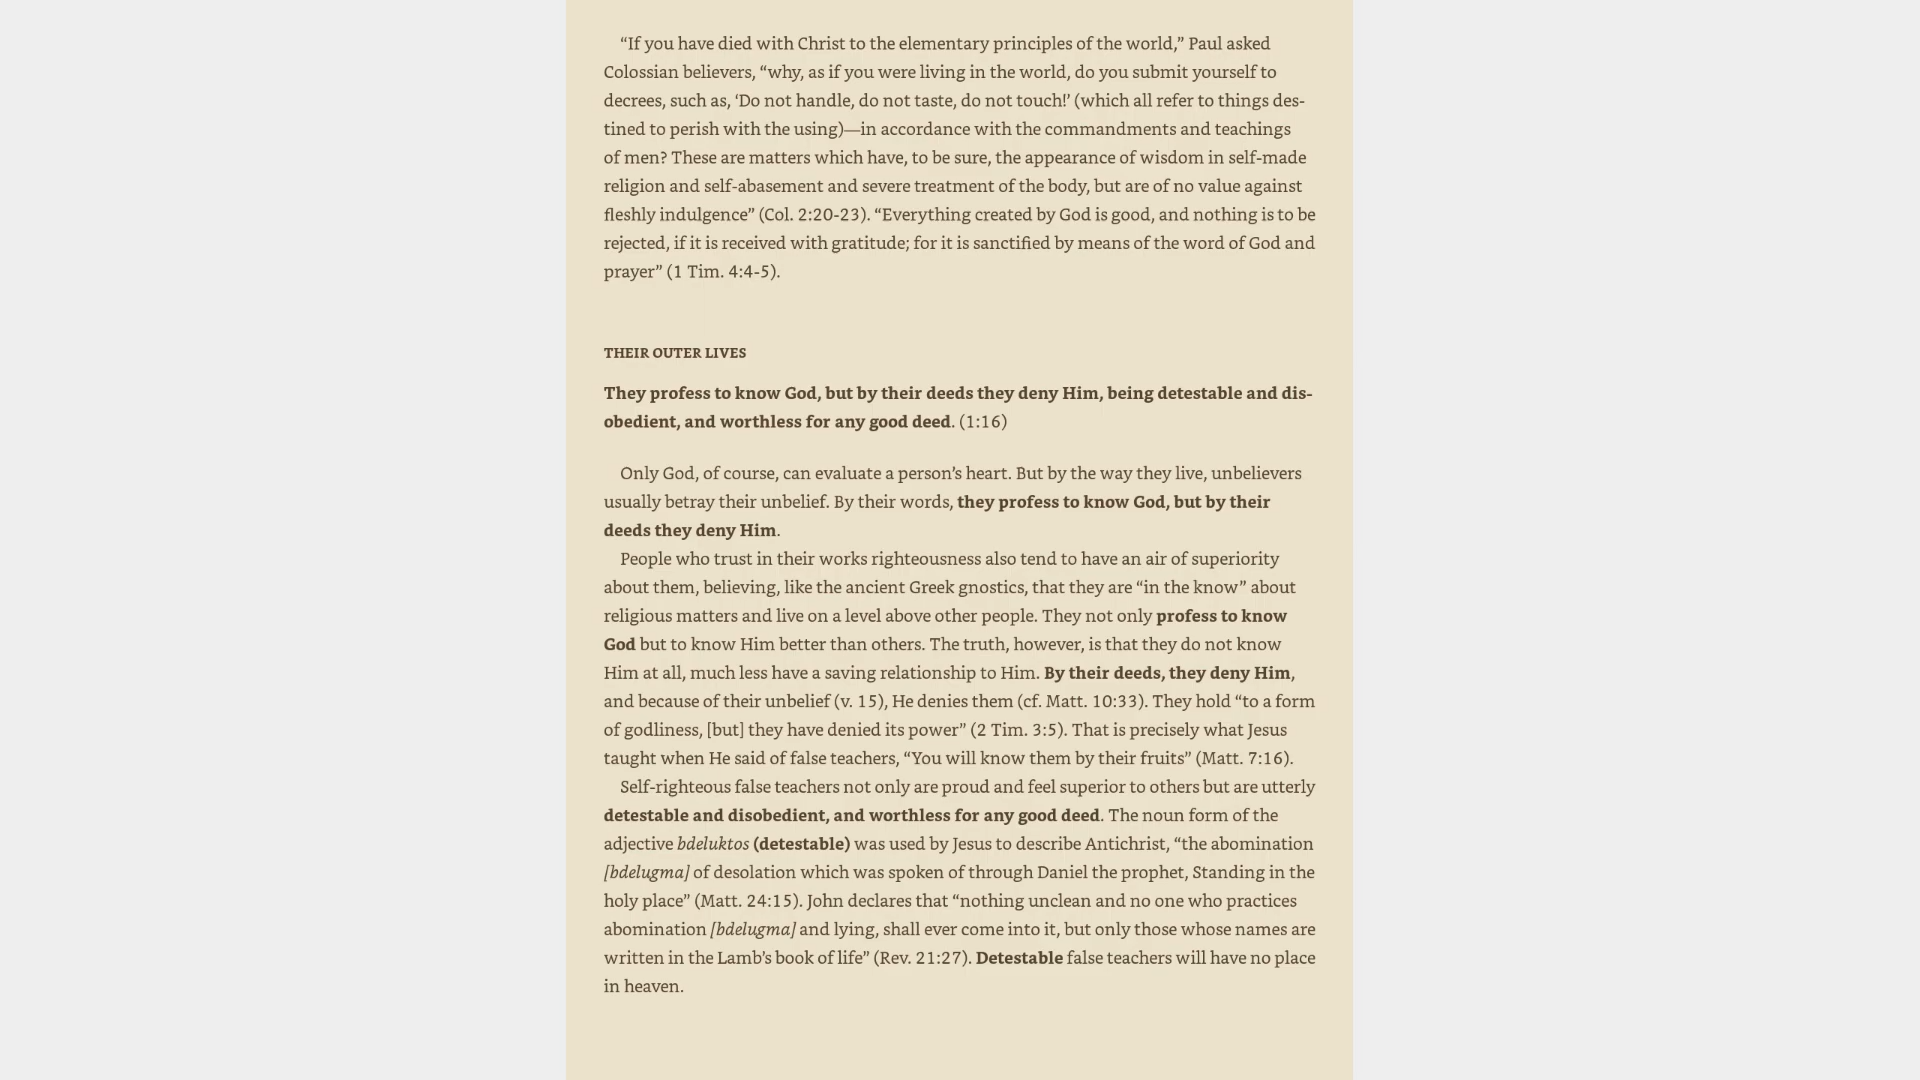 “If you have died with Christ to the elementary principles of the world,” Paul asked
Colossian believers, “why, as if you were living in the world, do you submit yourself to
decrees, such as, ‘Do not handle, do not taste, do not touch!’ (which all refer to things des-
tined to perish with the using)—in accordance with the commandments and teachings
of men? These are matters which have, to be sure, the appearance of wisdom in self-made
religion and self-abasement and severe treatment of the body, but are of no value against
fleshly indulgence” (Col. 2:20-23). “Everything created by God is good, and nothing is to be
rejected, if it is received with gratitude; for it is sanctified by means of the word of God and
prayer” (1 Tim. 4:4-5).
THEIR OUTER LIVES
They profess to know God, but by their deeds they deny Him, being detestable and dis-
obedient, and worthless for any good deed. (1:16)
Only God, of course, can evaluate a person’s heart. But by the way they live, unbelievers
usually betray their unbelief. By their words, they profess to know God, but by their
deeds they deny Him.
People who trust in their works righteousness also tend to have an air of superiority
about them, believing, like the ancient Greek gnostics, that they are “in the know” about
religious matters and live on a level above other people. They not only profess to know
God but to know Him better than others. The truth, however, is that they do not know
Him at all, much less have a saving relationship to Him. By their deeds, they deny Him,
and because of their unbelief (v. 15), He denies them (cf. Matt. 10:33). They hold “to a form
of godliness, [but] they have denied its power” (2 Tim. 3:5). That is precisely what Jesus
taught when He said of false teachers, “You will know them by their fruits” (Matt. 7:16).
Self-righteous false teachers not only are proud and feel superior to others but are utterly
detestable and disobedient, and worthless for any good deed. The noun form of the
adjective bdeluktos (detestable) was used by Jesus to describe Antichrist, “the abomination
[bdelugma] of desolation which was spoken of through Daniel the prophet, Standing in the
holy place” (Matt. 24:15). John declares that “nothing unclean and no one who practices
abomination [bdelugma] and lying, shall ever come into it, but only those whose names are
written in the Lamb’s book of life” (Rev. 21:27). Detestable false teachers will have no place
in heaven.